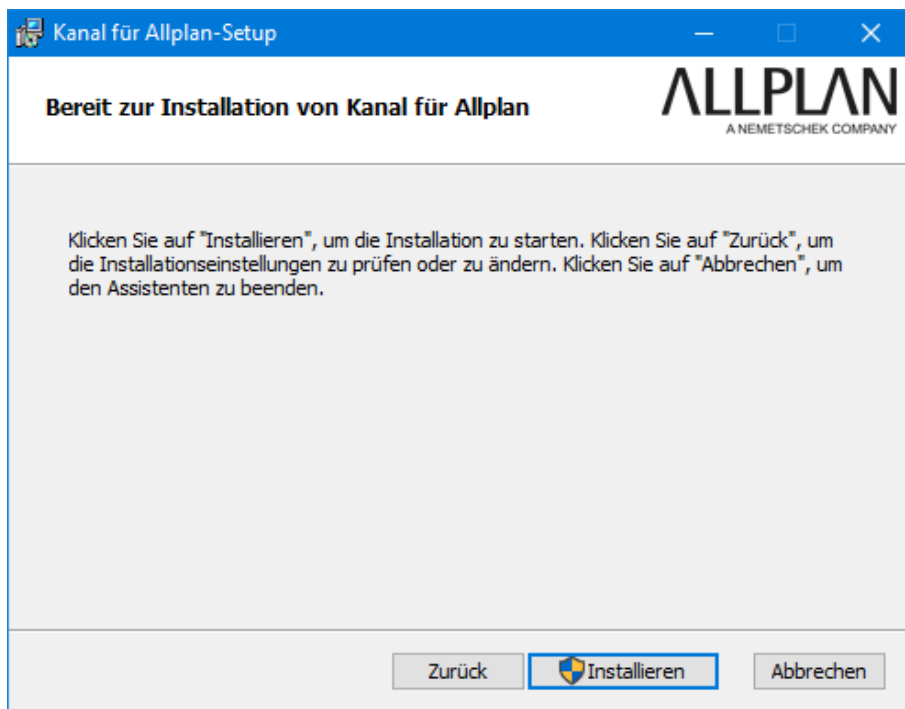 Kanal für Allplan-Setup
Bereit zur Installation von Kanal für Allplan
ALLPLAN
A NEMETSCHEK COMPANY
Klicken Sie auf "Installieren", um die Installation zu starten. Klicken Sie auf "Zurück", um
die Installationseinstellungen zu prüfen oder zu ändern. Klicken Sie auf "Abbrechen", um
den Assistenten zu beenden.
Zurück
Installieren
Abbrechen